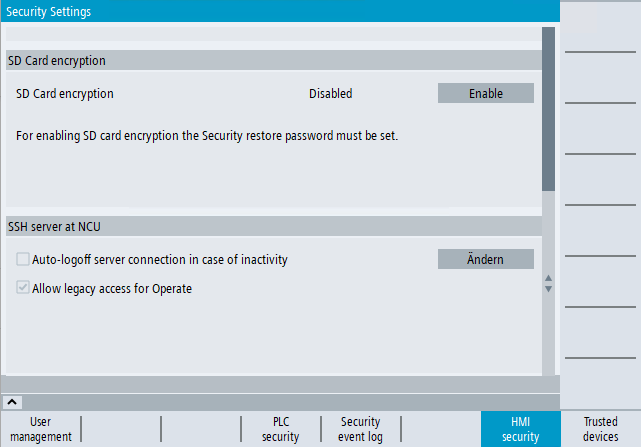 Security Settings
SD Card encryption
SD Card encryption Disabled Enable
For enabling SD card encryption the Security restore password must be set.
SSH server at NCU
Auto-logoff server connection in case of inactivity Ändern
Allow legacy access for Operate
User management
PLC security
Security event log
HMI security
Trusted devices